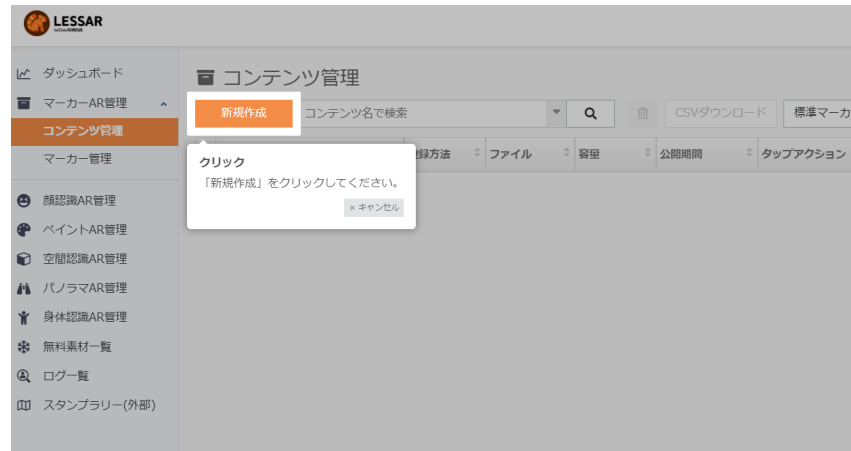 LESSAR
ダッシュボード
マーカーAR管理
コンテンツ管理
マーカー管理
顔認識AR管理
ペイントAR管理
空間認識AR管理
パノラマAR管理
身体認識AR管理
無料素材一覧
ログ一覧
スタンプラリー(外部)
コンテンツ管理
新規作成
コンテンツ名で検索
CSVダウンロード
標準マーカ
録方法
ファイル
容量
公開期間
タップアクション
クリック
「新規作成」をクリックしてください。
× キャンセル